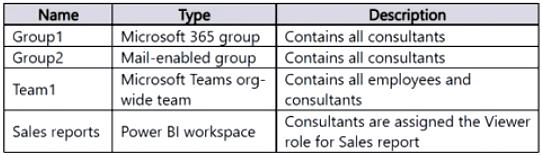 Name Type Description
Group1 Microsoft 365 group Contains all consultants
Group2 Mail-enabled group Contains all consultants
Team1 Microsoft Teams org-wide team Contains all employees and consultants
Sales reports Power BI workspace Consultants are assigned the Viewer role for Sales report